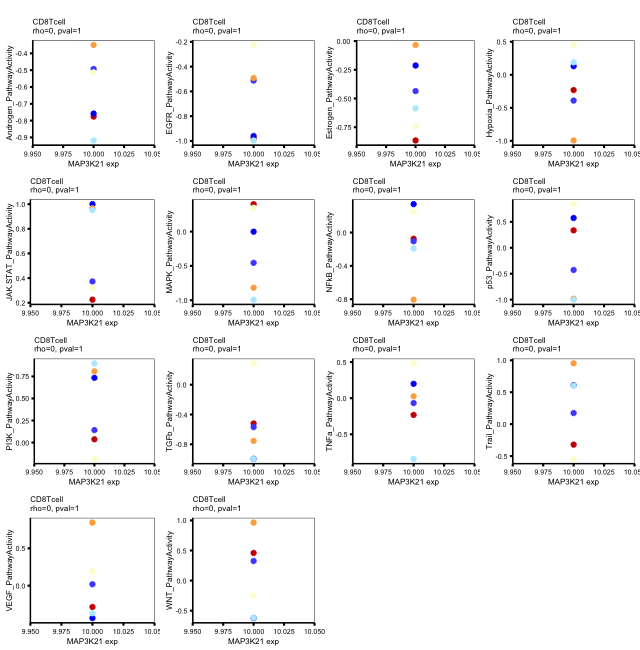 CD8Tcell
rho=0, pval=1
Androgen_PathwayActivity
-0.4
-0.5
-0.6
-0.7
-0.8
-0.9
9.950 9.975 10.000 10.025 10.05
MAP3K21 exp
CD8Tcell
rho=0, pval=1
EGFR_PathwayActivity
-0.2
-0.4
-0.6
-0.8
-1.0
9.950 9.975 10.000 10.025 10.05
MAP3K21 exp
CD8Tcell
rho=0, pval=1
Estrogen_PathwayActivity
0.00
-0.25
-0.50
-0.75
9.950 9.975 10.000 10.025 10.05
MAP3K21 exp
CD8Tcell
rho=0, pval=1
Hypoxia_PathwayActivity
0.5
0.0
-0.5
-1.0
9.950 9.975 10.000 10.025 10.05
MAP3K21 exp
CD8Tcell
rho=0, pval=1
JAK.STAT_PathwayActivity
1.0
0.8
0.6
0.4
0.2
9.950 9.975 10.000 10.025 10.05
MAP3K21 exp
CD8Tcell
rho=0, pval=1
MAPK_PathwayActivity
0.0
-0.5
-1.0
9.950 9.975 10.000 10.025 10.05
MAP3K21 exp
CD8Tcell
rho=0, pval=1
NFkB_PathwayActivity
0.0
-0.4
-0.8
9.950 9.975 10.000 10.025 10.05
MAP3K21 exp
CD8Tcell
rho=0, pval=1
p53_PathwayActivity
0.5
0.0
-0.5
-1.0
9.950 9.975 10.000 10.025 10.05
MAP3K21 exp
CD8Tcell
rho=0, pval=1
PI3K_PathwayActivity
0.75
0.50
0.25
0.00
9.950 9.975 10.000 10.025 10.05
MAP3K21 exp
CD8Tcell
rho=0, pval=1
TGFb_PathwayActivity
0.0
-0.4
-0.8
9.950 9.975 10.000 10.025 10.05
MAP3K21 exp
CD8Tcell
rho=0, pval=1
TNFa_PathwayActivity
0.5
0.0
-0.5
9.950 9.975 10.000 10.025 10.05
MAP3K21 exp
CD8Tcell
rho=0, pval=1
Trail_PathwayActivity
1.0
0.5
0.0
-0.5
9.950 9.975 10.000 10.025 10.05
MAP3K21 exp
CD8Tcell
rho=0, pval=1
VEGF_PathwayActivity
0.5
0.0
9.950 9.975 10.000 10.025 10.05
MAP3K21 exp
CD8Tcell
rho=0, pval=1
WNT_PathwayActivity
1.0
0.5
0.0
-0.5
9.950 9.975 10.000 10.025 10.050
MAP3K21 exp